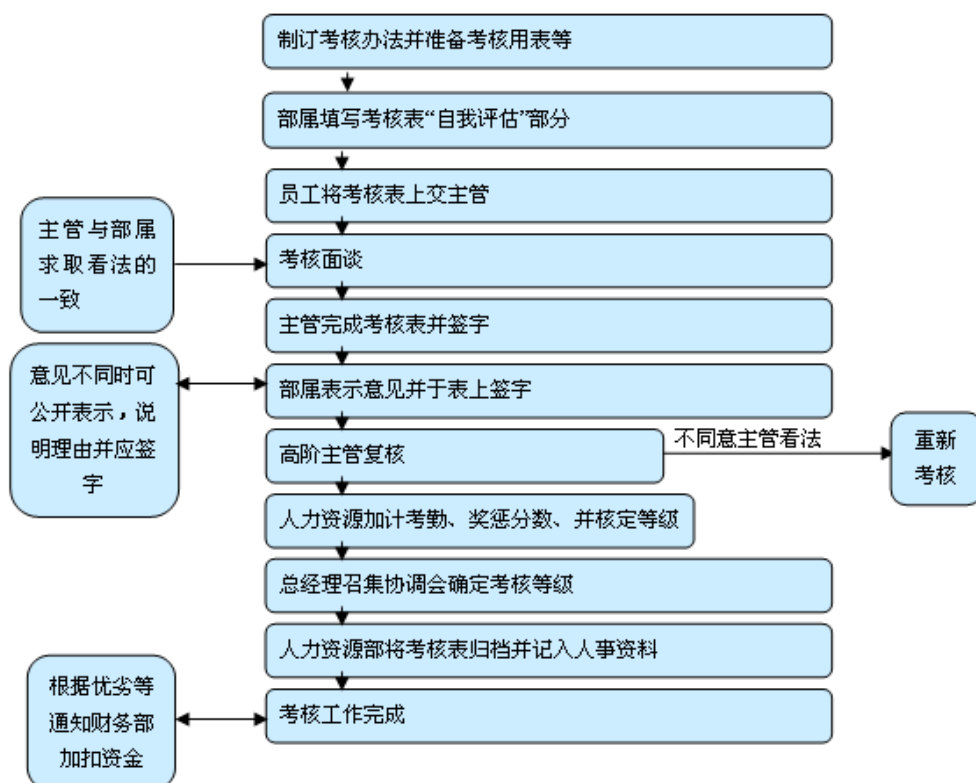 制订考核办法并准备考核用表等
部属填写考核表“自我评估”部分
员工将考核表上交主管
主管与部属
求取看法的
一致
考核面谈
主管完成考核表并签字
意见不同时可
公开表示，说
明理由并应签
字
部属表示意见并于表上签字
高阶主管复核
不同意主管看法
重新
考核
人力资源加计考勤、奖惩分数、并核定等级
总经理召集协调会确定考核等级
人力资源部将考核表归档并记入人事资料
根据优劣等
通知财务部
加扣资金
考核工作完成